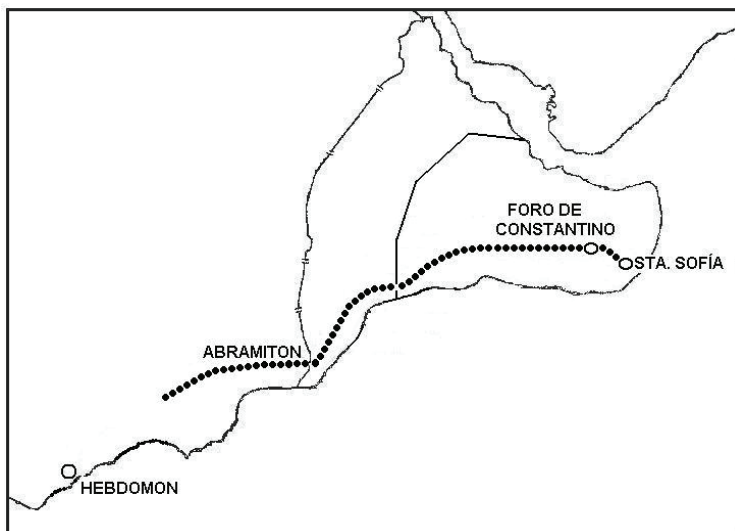 FORO DE
CONSTANTINO
STA. SOFÍA
ABRAMITON
HEBDOMON